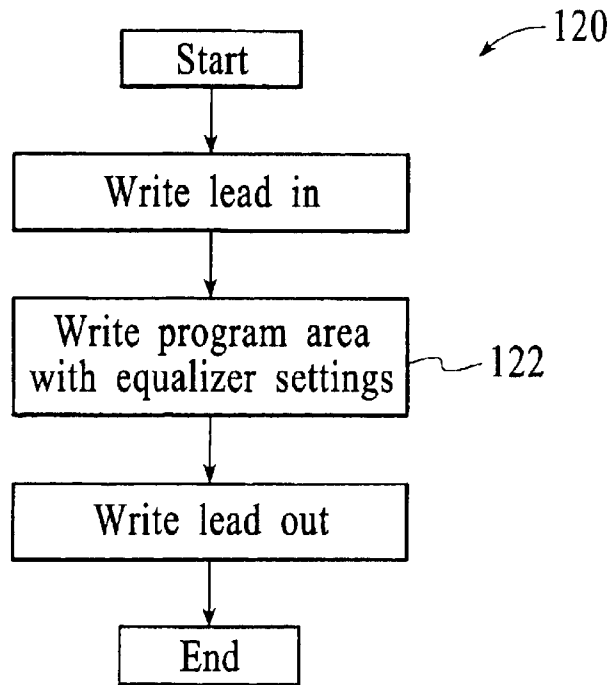 120
Start
Write lead in
Write program area
with equalizer settings
122
Write lead out
End